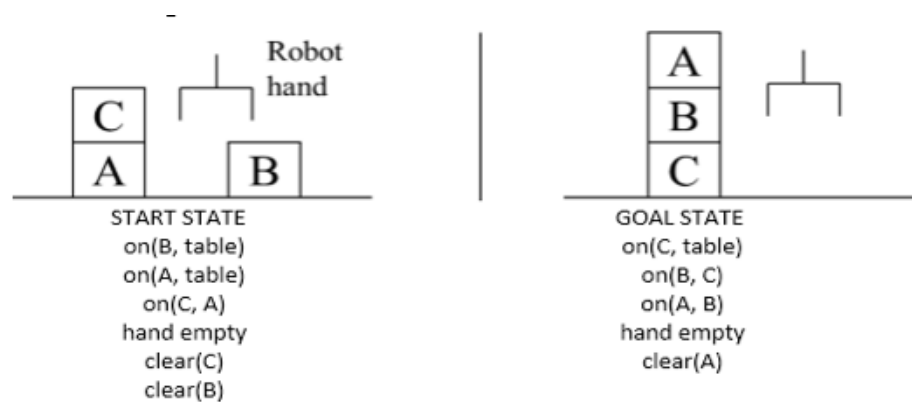 C
A
Robot
hand
B
START STATE
on(B, table)
on(A, table)
on(C, A)
hand empty
clear(C)
clear(B)
A
B
C
GOAL STATE
on(C, table)
on(B, C)
on(A, B)
hand empty
clear(A)